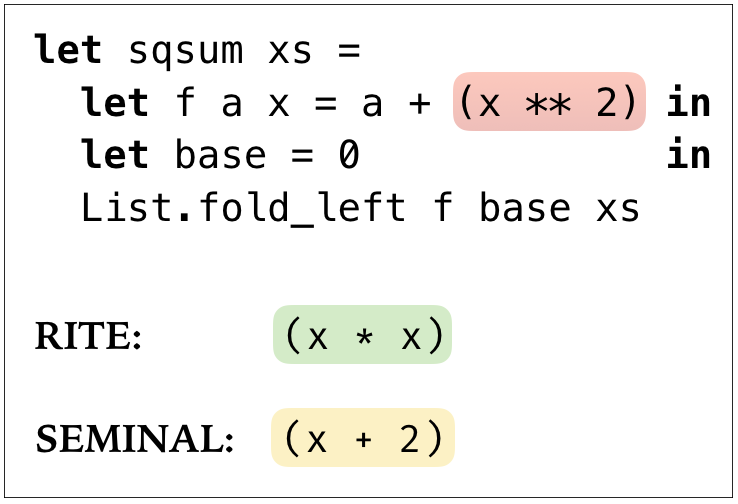 let sqsum xs =
  let f a x = a + (x ** 2) in
  let base = 0             in
  List.fold_left f base xs
RITE: (x * x)
SEMINAL: (x + 2)